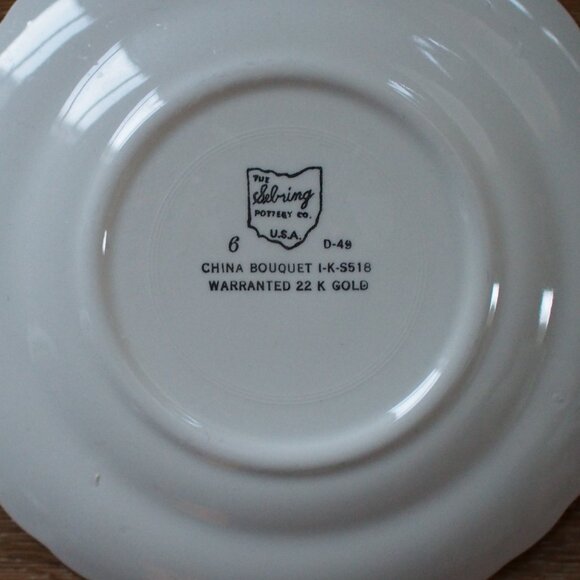 THE
Sebring
POTTERY CO.
U.S.A.
6 D-49
CHINA BOUQUET I-K-S518
WARRANTED 22 K GOLD